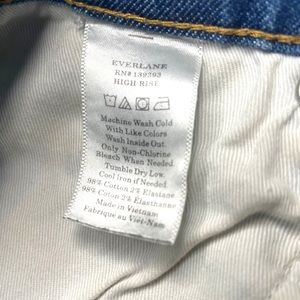 EVERLANE
RN# 139393
HIGH RISE
Machine Wash Cold
With Like Colors
Wash Inside Out.
Only Non-Chlorine
Bleach When Needed
Tumble Dry Low.
Cool Iron if Needed
98% Cotton 2% Elastane
98% Coton 2% Élasthanne
Made in Vietnam
Fabriqué au Viêt-Nam